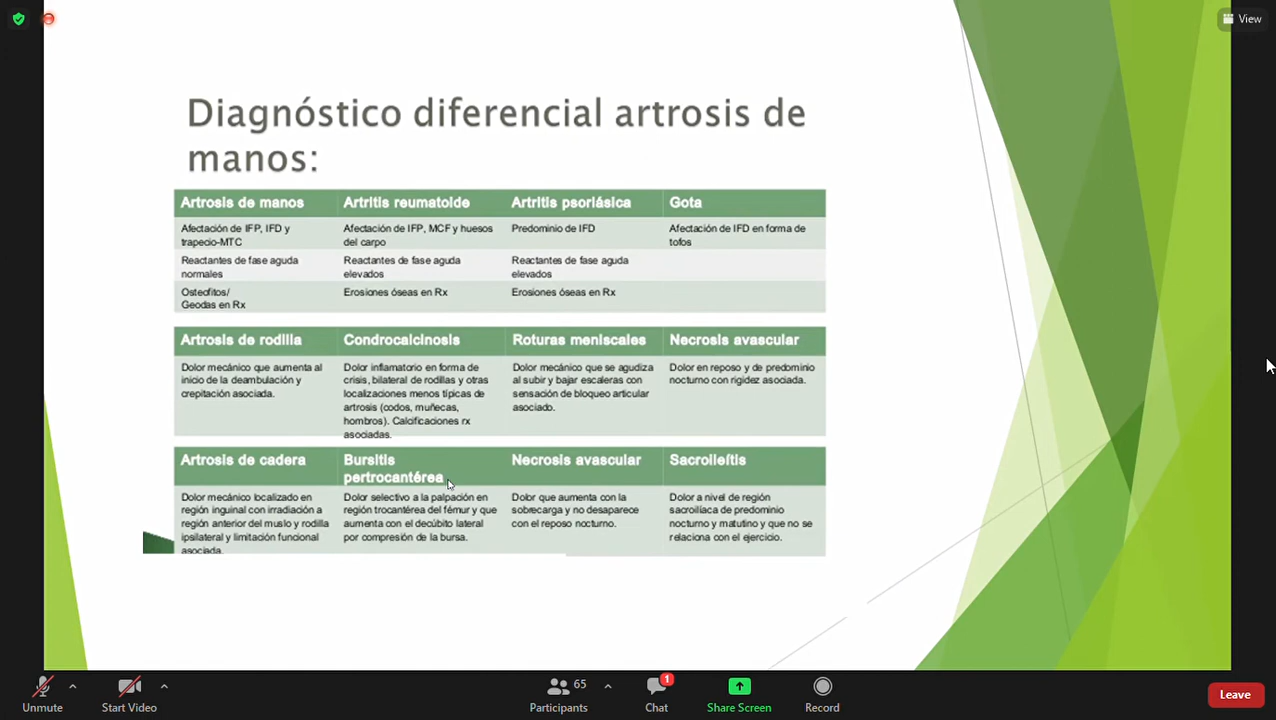 View
Diagnóstico diferencial artrosis de
manos:
Artrosis de manos
Artritis reumatoide
Artritis psoriásica
Gota
Afectación de IFP, IFD y
trapecio-MTC
Afectación de IFP, MCF y huesos
del carpo
Predominio de IFD
Afectación de IFD en forma de
tofos
Reactantes de fase aguda
normales
Reactantes de fase aguda
elevados
Reactantes de fase aguda
elevados
Osteofitos/
Geodas en Rx
Erosiones óseas en Rx
Erosiones óseas en Rx
Artrosis de rodilla
Condrocalcinosis
Roturas meniscales
Necrosis avascular
Dolor mecánico que aumenta al
inicio de la deambulación y
crepitación asociada.
Dolor inflamatorio en forma de
crisis, bilateral de rodillas y otras
localizaciones menos típicas de
artrosis (codos, muñecas,
hombros). Calcificaciones rx
asociadas.
Dolor mecánico que se agudiza
al subir y bajar escaleras con
sensación de bloqueo articular
asociado.
Dolor en reposo y de predominio
nocturno con rigidez asociada.
Artrosis de cadera
Bursitis
pertrocantérea
Necrosis avascular
Sacroileítis
Dolor mecánico localizado en
región inguinal con irradiación a
región anterior del muslo y rodilla
ipsilateral y limitación funcional
asociada.
Dolor selectivo a la palpación en
región trocantérea del fémur y que
aumenta con el decúbito lateral
por compresión de la bursa.
Dolor que aumenta con la
sobrecarga y no desaparece
con el reposo nocturno.
Dolor a nivel de región
sacroilíaca de predominio
nocturno y matutino y que no se
relaciona con el ejercicio.
Unmute
Start Video
65
Participants
1
Chat
Share Screen
Record
Leave